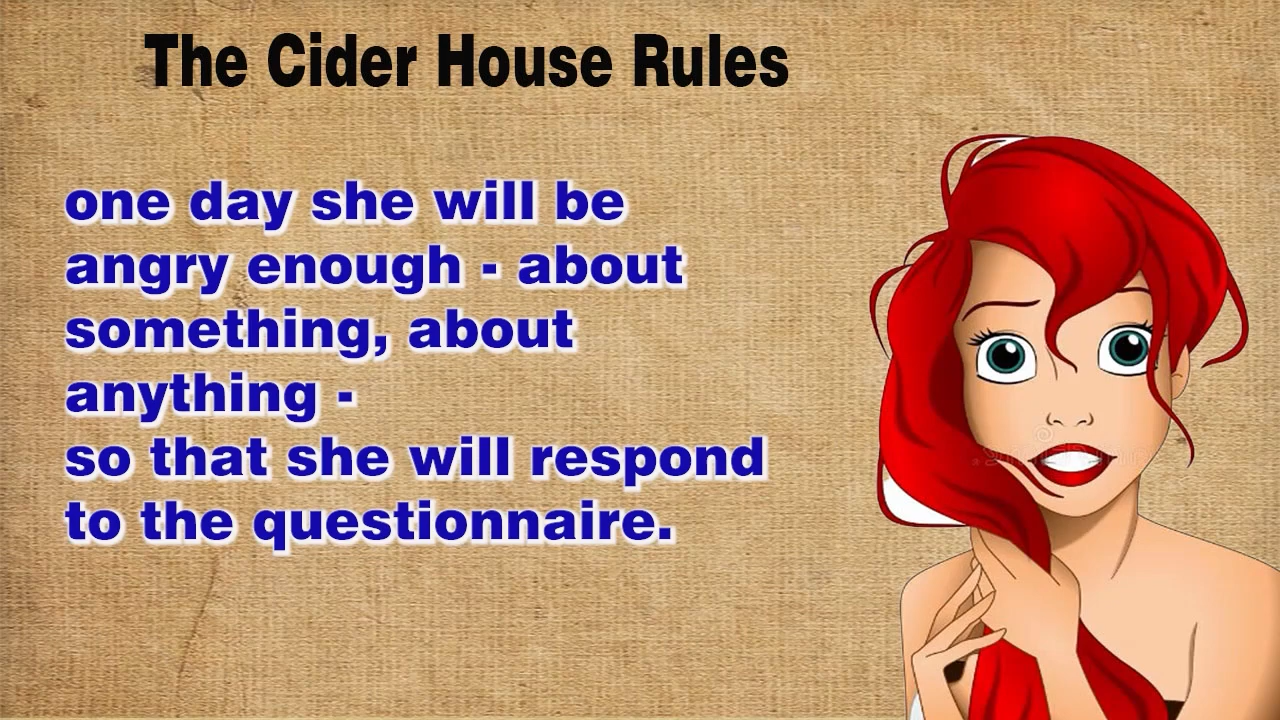 The Cider House Rules
one day she will be
angry enough - about
something, about
anything -
so that she will respond
to the questionnaire.